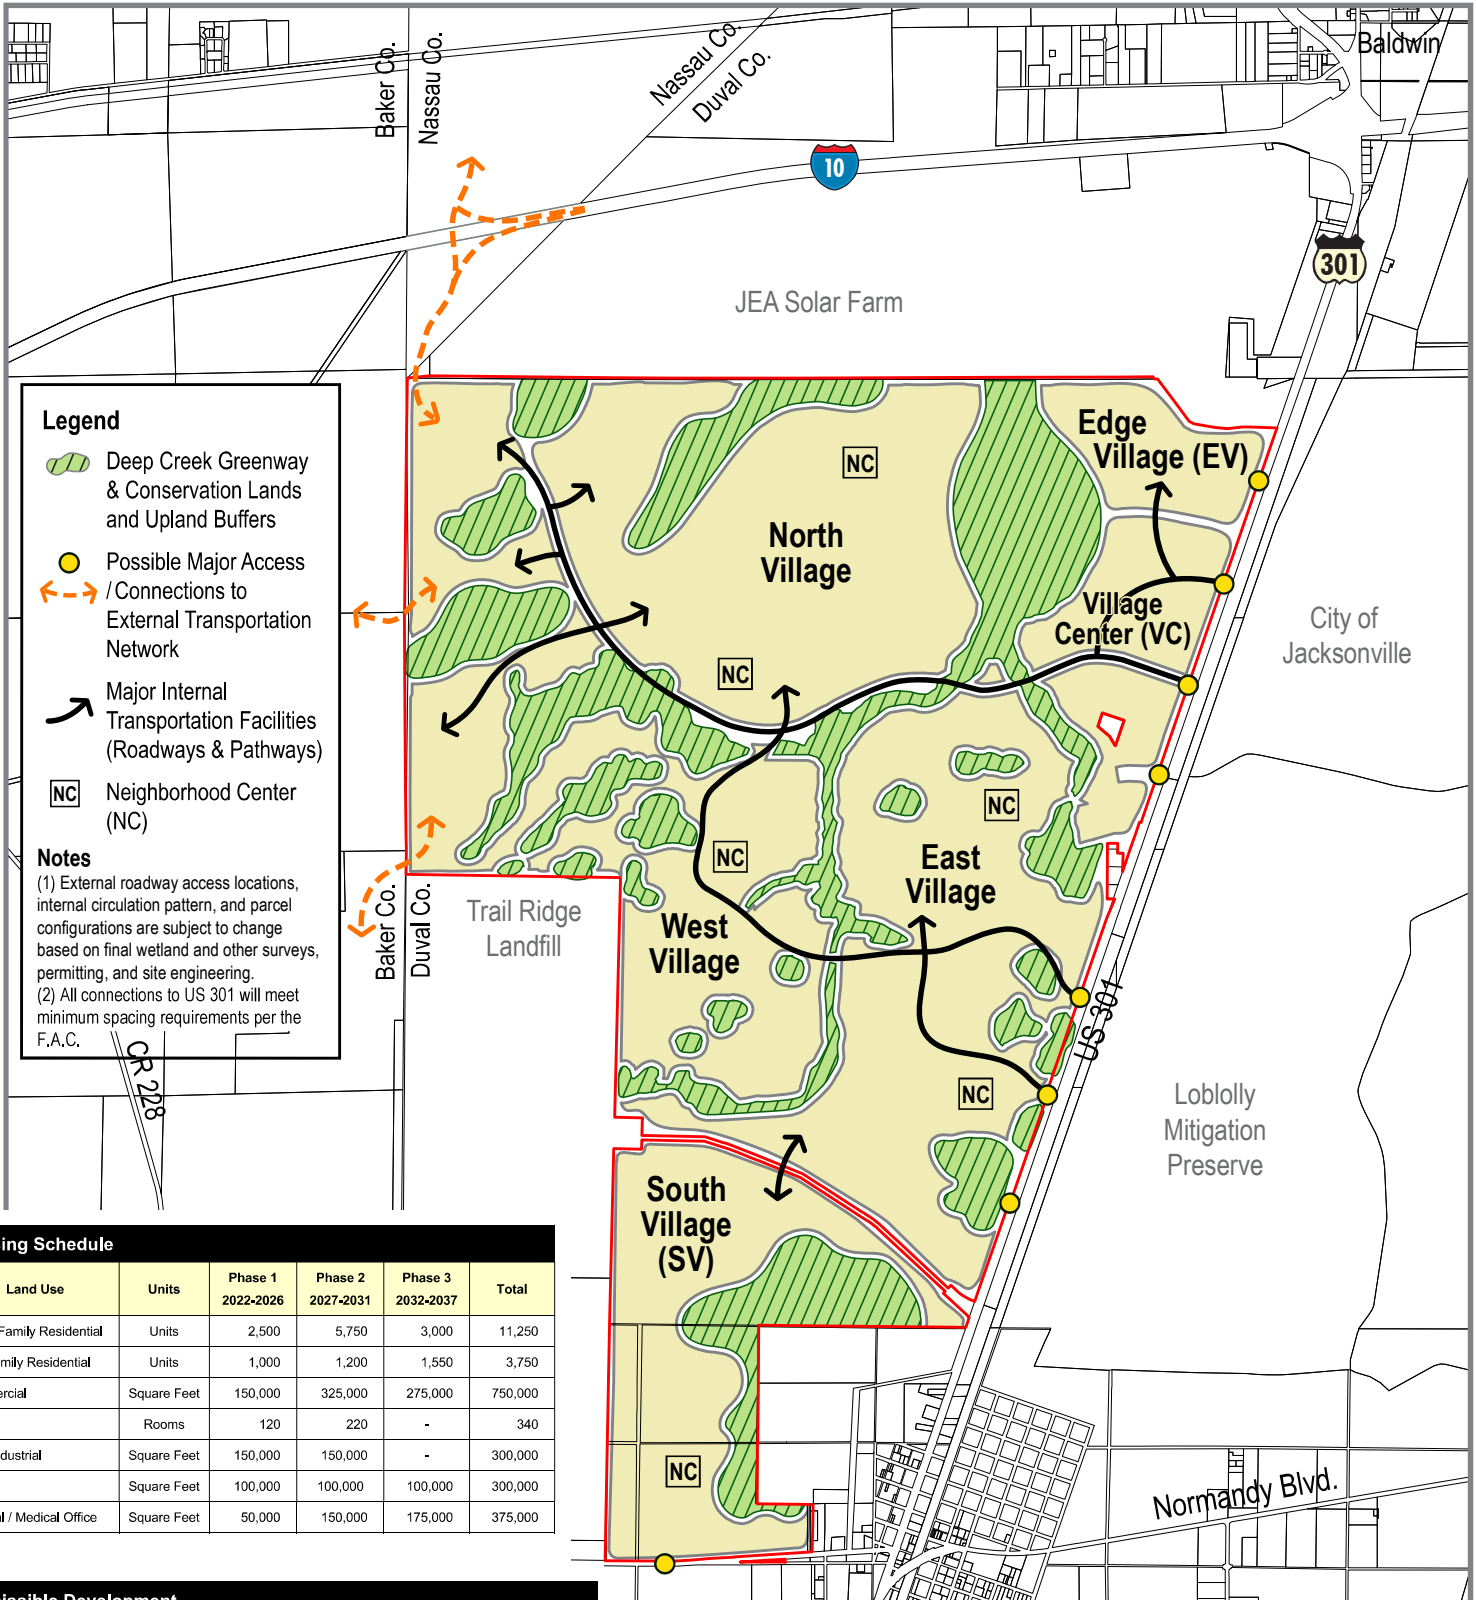 Baker Co.
Nassau Co.
Nassau Co.
Duval Co.
Baldwin
10
301
JEA Solar Farm
Legend
Deep Creek Greenway
& Conservation Lands
and Upland Buffers
Possible Major Access
/Connections to
External Transportation
Network
Major Internal
Transportation Facilities
(Roadways & Pathways)
NC
Neighborhood Center
(NC)
Notes
(1) External roadway access locations,
internal circulation pattern, and parcel
configurations are subject to change
based on final wetland and other surveys,
permitting, and site engineering.
(2) All connections to US 301 will meet
minimum spacing requirements per the
F.A.C.
Edge
Village (EV)
NC
North
Village
Village
Center (VC)
City of
Jacksonville
NC
NC
NC
East
Village
West
Village
Trail Ridge
Landfill
Baker Co.
Duval Co.
CR 228
US 301
NC
Loblolly
Mitigation
Preserve
South
Village
(SV)
NC
Normandy Blvd.
ing Schedule
Land Use Units Phase 1 2022-2026 Phase 2 2027-2031 Phase 3 2032-2037 Total
Family Residential Units 2,500 5,750 3,000 11,250
mily Residential Units 1,000 1,200 1,550 3,750
ercial Square Feet 150,000 325,000 275,000 750,000
Rooms 120 220 - 340
dustrial Square Feet 150,000 150,000 - 300,000
Square Feet 100,000 100,000 100,000 300,000
l / Medical Office Square Feet 50,000 150,000 175,000 375,000